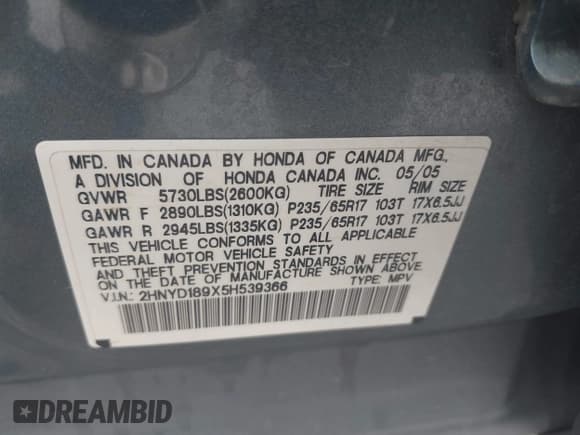 MFD. IN CANADA BY HONDA OF CANADA MFG.,
A DIVISION OF HONDA CANADA INC. 05/05
GVWR 5730LBS(2600KG) TIRE SIZE RIM SIZE
GAWR F 2890LBS(1310KG) P235/65R17 103T 17X6.5JJ
GAWR R 2945LBS(1335KG) P235/65R17 103T 17X6.5JJ
THIS VEHICLE CONFORMS TO ALL APPLICABLE
FEDERAL MOTOR VEHICLE SAFETY
AND THEFT PREVENTION STANDARDS IN EFFECT
ON THE DATE OF MANUFACTURE SHOWN ABOVE.
V.I.N.: 2HNYD189X5H539366 TYPE: MPV
DREAMBID